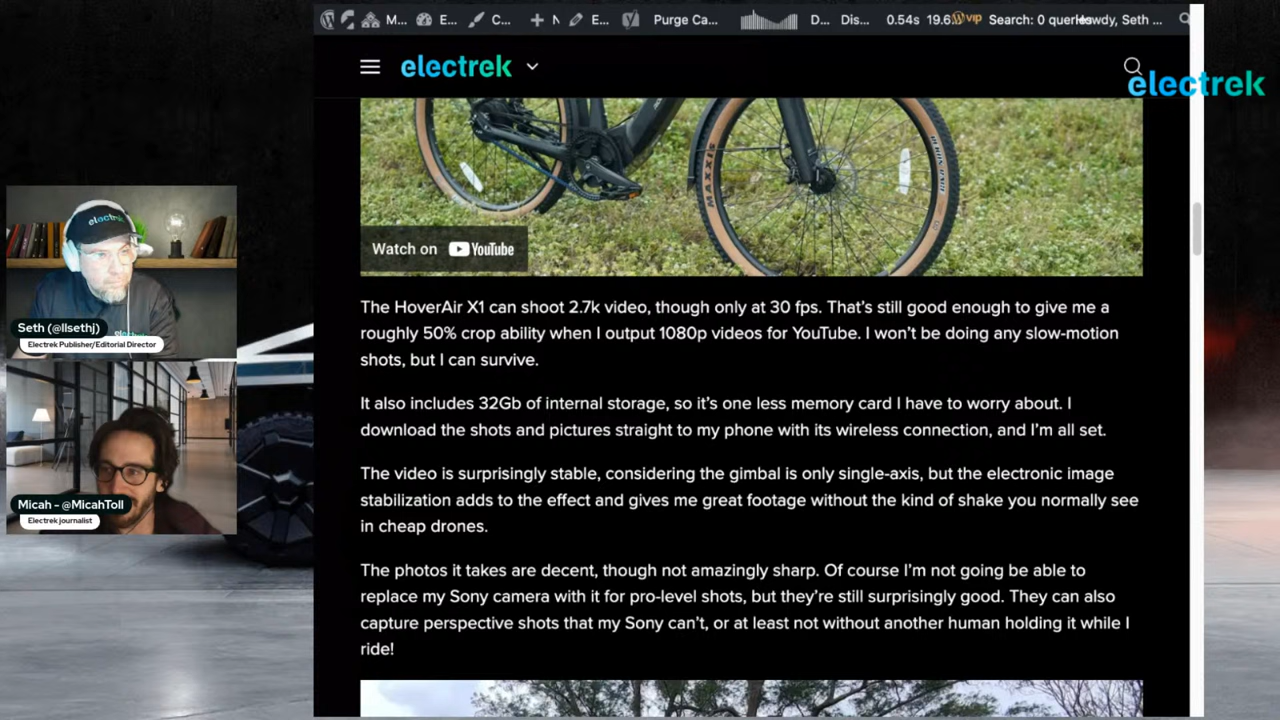 M...
E...
C...
N
E...
Purge Ca...
D...
Dis...
0.54s
19.6
vip
Search: 0 queries
Howdy, Seth ...
electrek
electrek
MAXXIS
Watch on YouTube
The HoverAir X1 can shoot 2.7k video, though only at 30 fps. That's still good enough to give me a
roughly 50% crop ability when I output 1080p videos for YouTube. I won't be doing any slow-motion
shots, but I can survive.
It also includes 32Gb of internal storage, so it's one less memory card I have to worry about. I
download the shots and pictures straight to my phone with its wireless connection, and I'm all set.
The video is surprisingly stable, considering the gimbal is only single-axis, but the electronic image
stabilization adds to the effect and gives me great footage without the kind of shake you normally see
in cheap drones.
The photos it takes are decent, though not amazingly sharp. Of course I'm not going be able to
replace my Sony camera with it for pro-level shots, but they're still surprisingly good. They can also
capture perspective shots that my Sony can't, or at least not without another human holding it while I
ride!
electrek
Seth (@llsethj)
Electrek Publisher/Editorial Director
Micah - @MicahToll
Electrek journalist